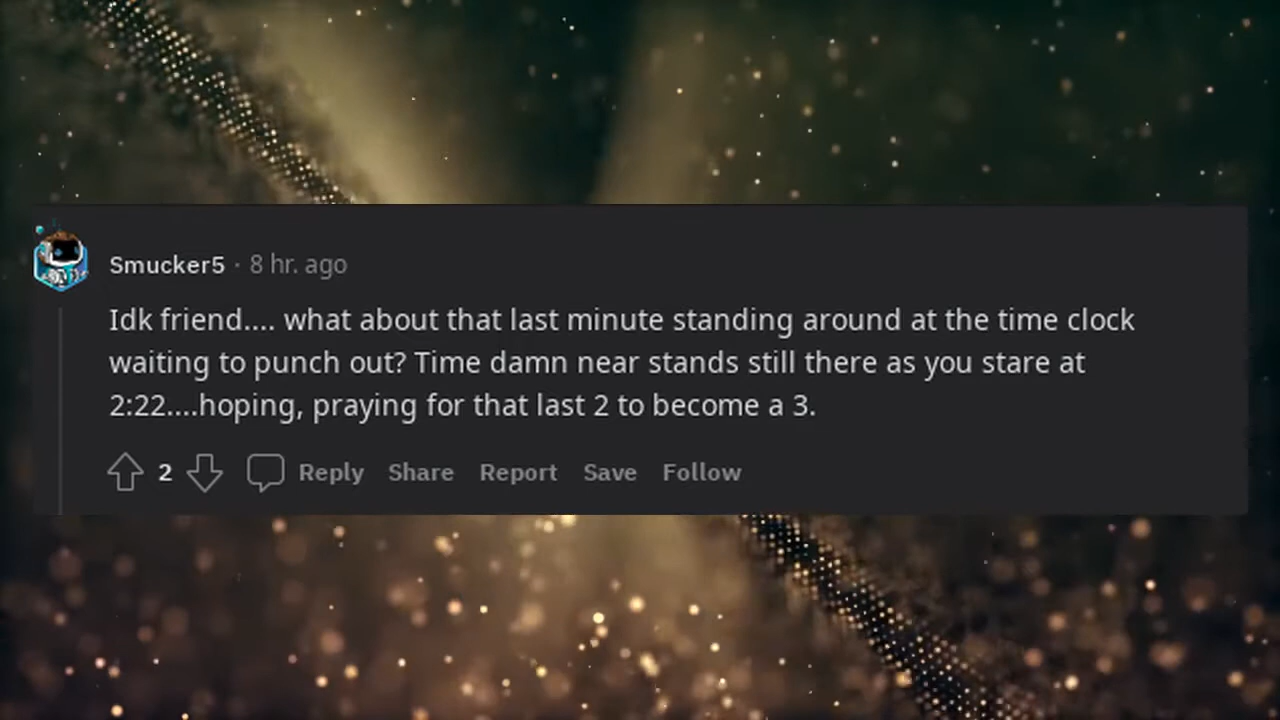 Smucker5 · 8 hr. ago
Idk friend.... what about that last minute standing around at the time clock
waiting to punch out? Time damn near stands still there as you stare at
2:22....hoping, praying for that last 2 to become a 3.
2 Reply Share Report Save Follow